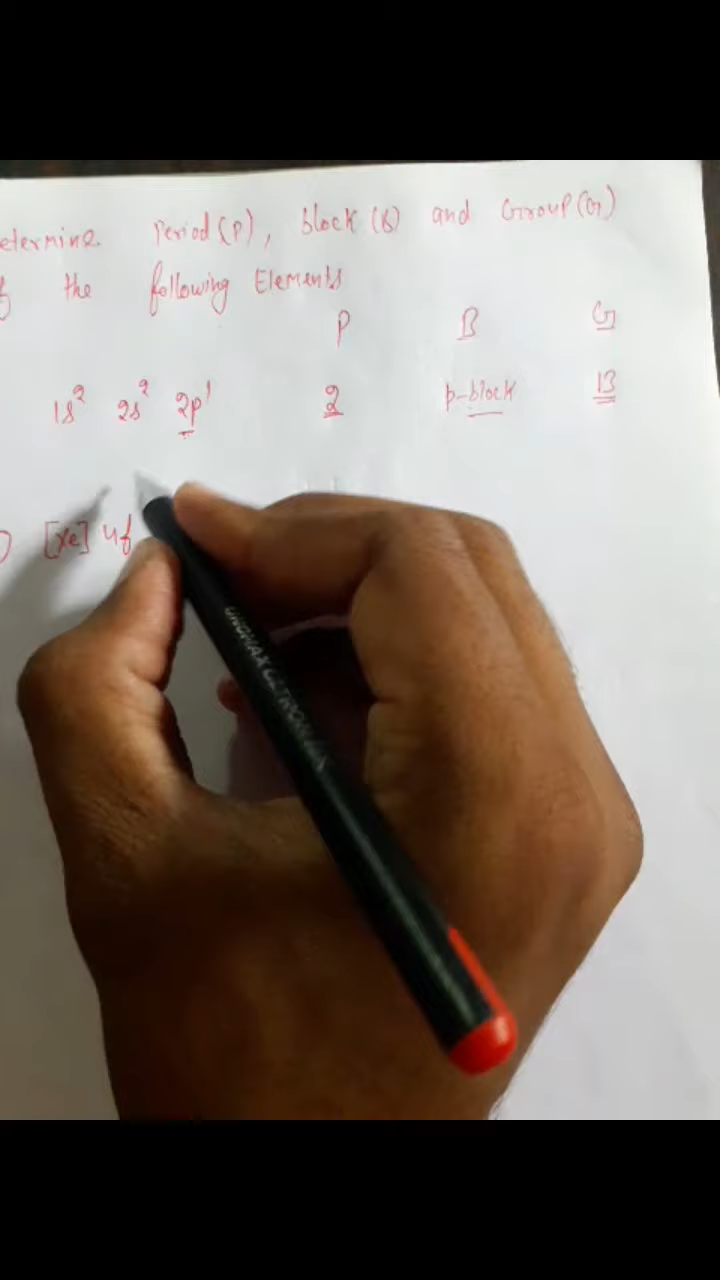 etermine Period(P), block(b) and Group(G)
f the following Elements
P B G
1s² 2s² 2p¹ 2 p-block 13
) [Xe] 4f